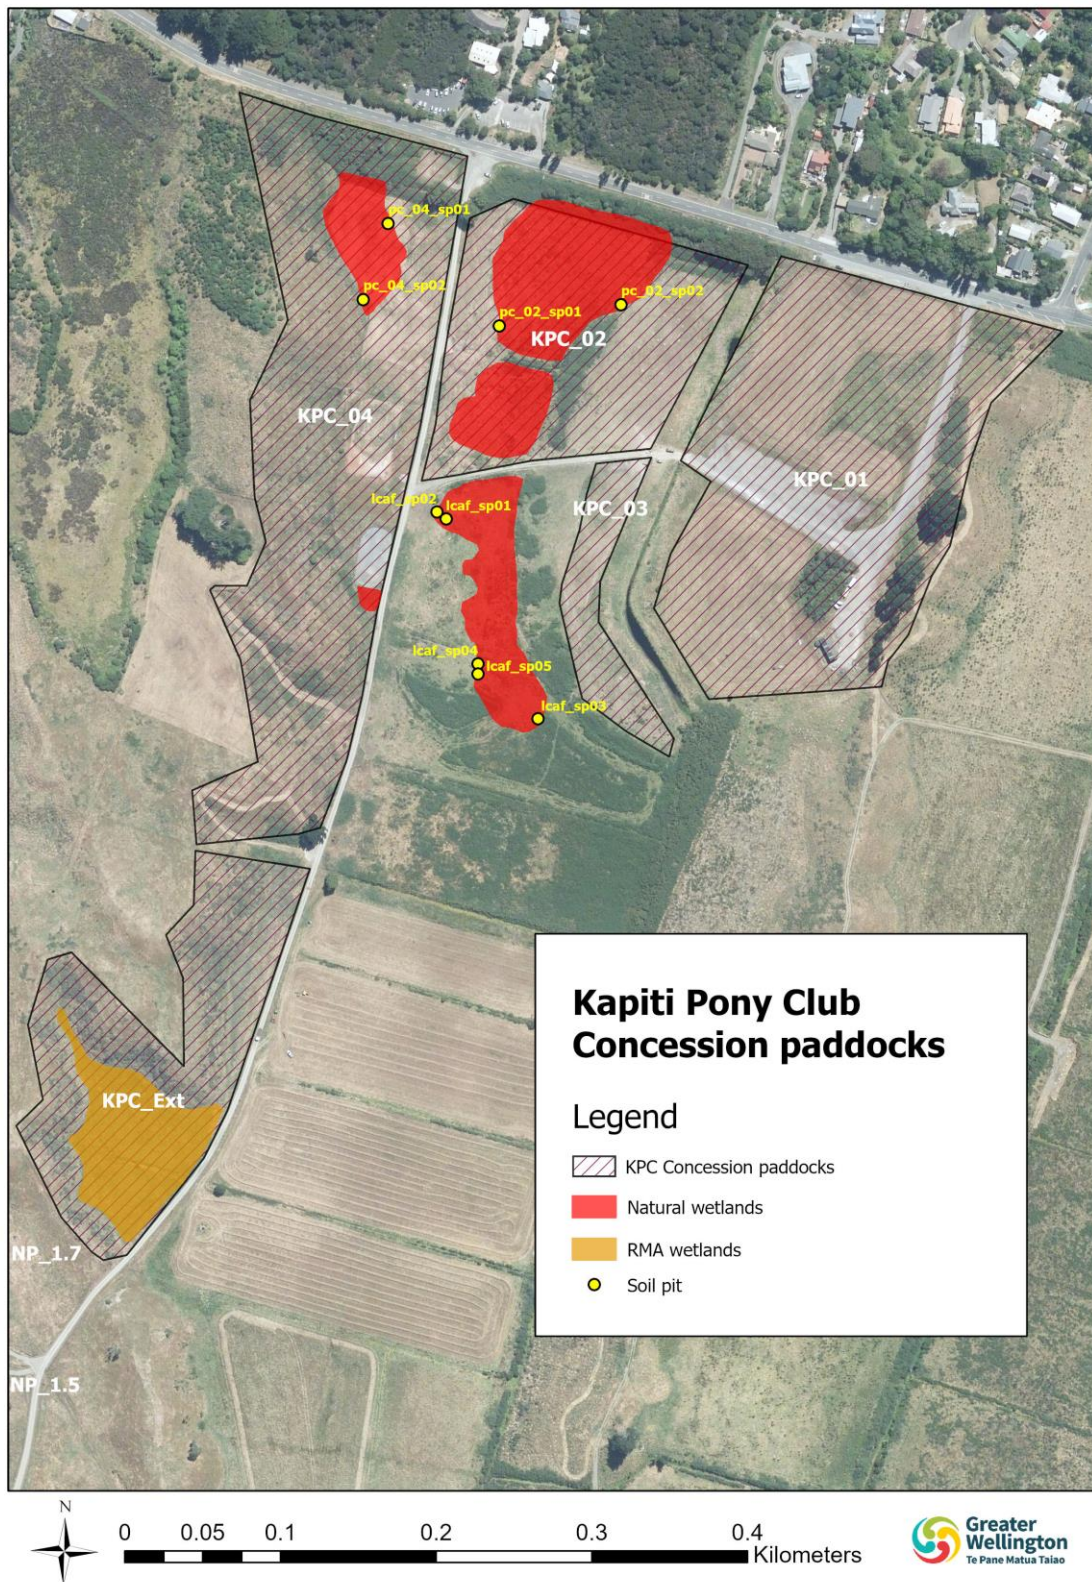 pc_04_sp01
pc_04_sp02
pc_02_sp02
pc_02_sp01
KPC_02
KPC_04
KPC_01
lcaf_sp02
lcaf_sp01
KPC_03
lcaf_sp04
lcaf_sp05
lcaf_sp03
KPC_Ext
NP_1.7
NP_1.5
Kapiti Pony Club
Concession paddocks
Legend
KPC Concession paddocks
Natural wetlands
RMA wetlands
Soil pit
N
0 0.05 0.1 0.2 0.3 0.4
Kilometers
Greater
Wellington
Te Pane Matua Taiao